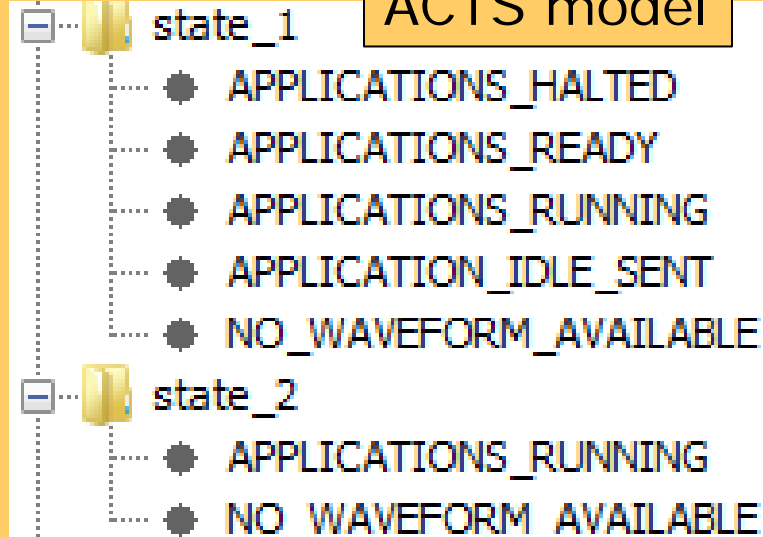 ACTS model
state_1
APPLICATIONS_HALTED
APPLICATIONS_READY
APPLICATIONS_RUNNING
APPLICATION_IDLE_SENT
NO_WAVEFORM_AVAILABLE
state_2
APPLICATIONS_RUNNING
NO_WAVEFORM_AVAILABLE